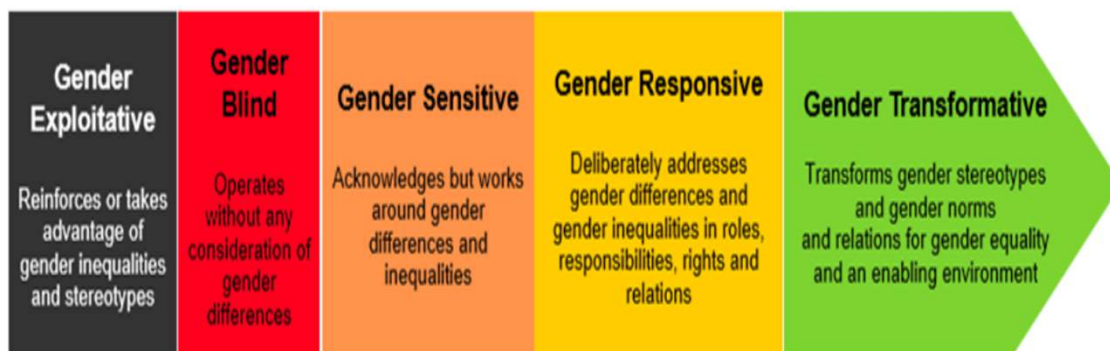 Gender
Exploitative
Reinforces or takes
advantage of
gender inequalities
and stereotypes
Gender
Blind
Operates
without any
consideration of
gender
differences
Gender Sensitive
Acknowledges but works
around gender
differences and
inequalities
Gender Responsive
Deliberately addresses
gender differences and
gender inequalities in roles,
responsibilities, rights and
relations
Gender Transformative
Transforms gender stereotypes
and gender norms
and relations for gender equality
and an enabling environment